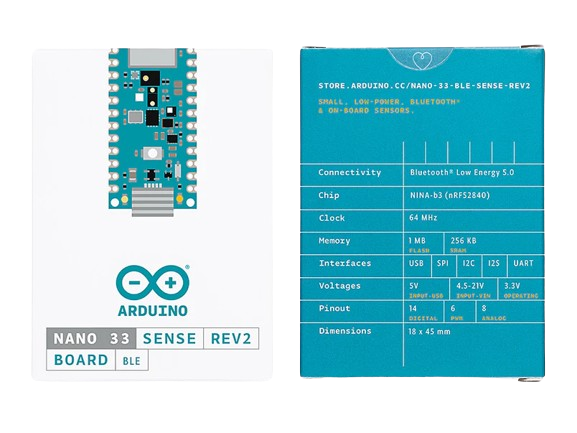 ARDUINO
NANO 33 SENSE REV2
BOARD BLE
STORE.ARDUINO.CC/NANO-33-BLE-SENSE-REV2
SMALL, LOW-POWER, BLUETOOTH®
& ON-BOARD SENSORS.
Connectivity Bluetooth® Low Energy 5.0
Chip NINA-b3 (nRF52840)
Clock 64 MHz
Memory 1 MB 256 KB
FLASH SRAM
Interfaces USB SPI I2C I2S UART
Voltages 5V 4.5-21V 3.3V
INPUT-USB INPUT-VIN OPERATING
Pinout 14 6 8
DIGITAL PWM ANALOG
Dimensions 18 x 45 mm